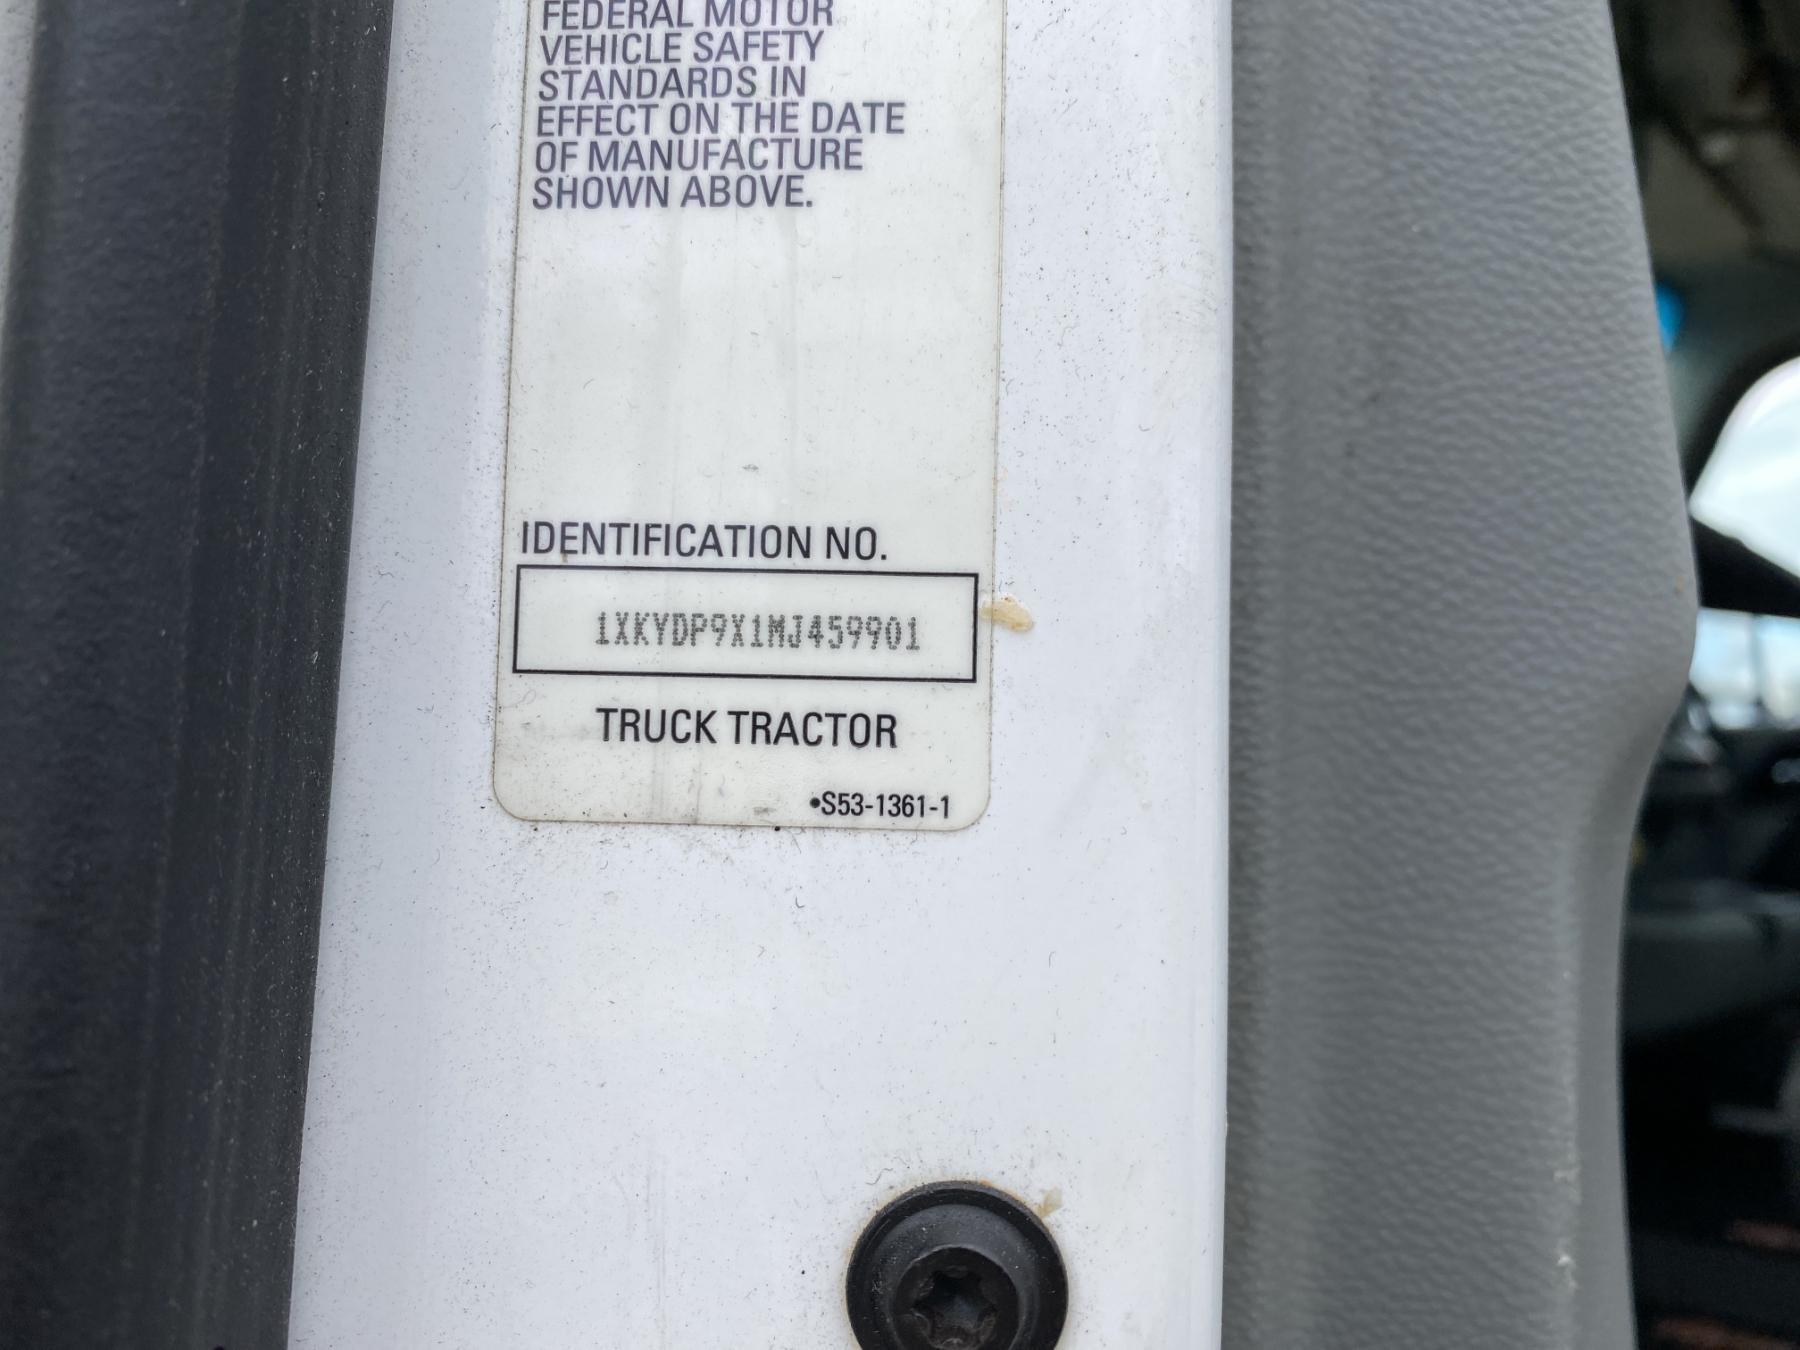 FEDERAL MOTOR
VEHICLE SAFETY
STANDARDS IN
EFFECT ON THE DATE
OF MANUFACTURE
SHOWN ABOVE.
IDENTIFICATION NO.
1XKYDP9X1MJ459901
TRUCK TRACTOR
•S53-1361-1